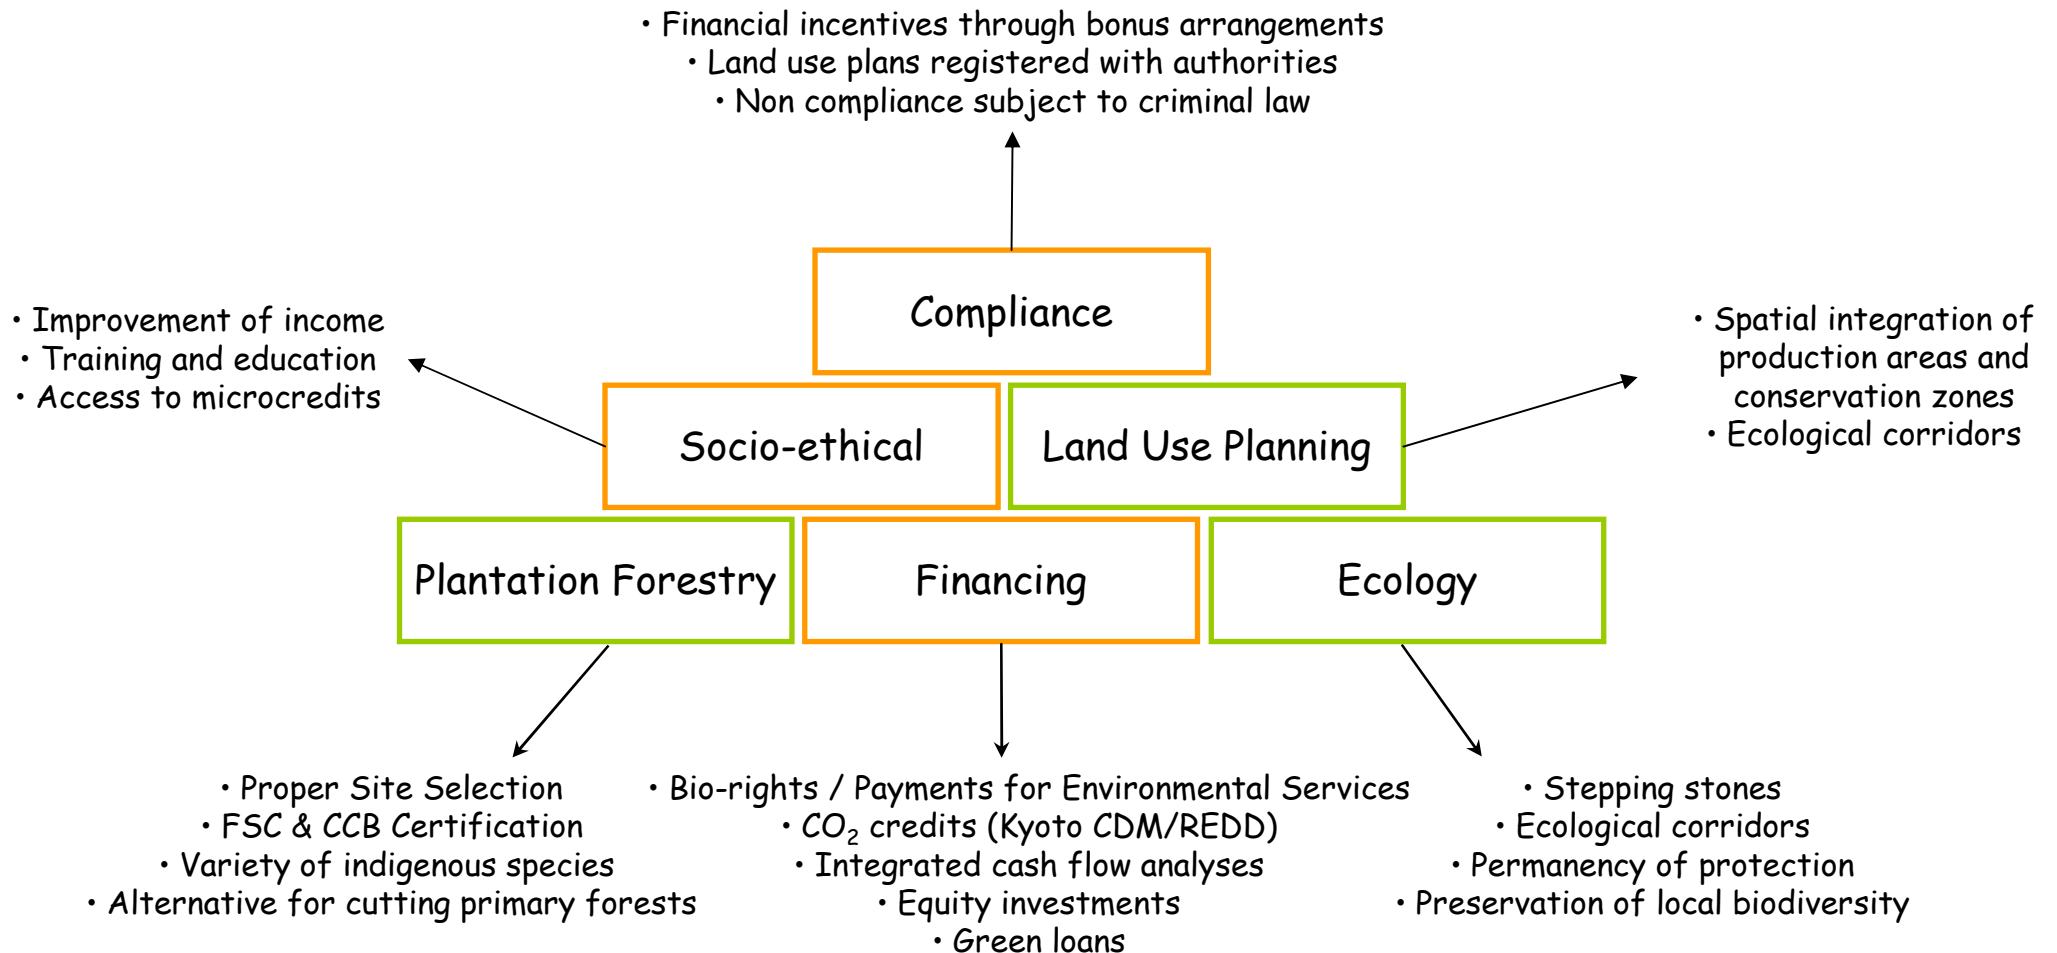 • Financial incentives through bonus arrangements
• Land use plans registered with authorities
• Non compliance subject to criminal law
Compliance
• Improvement of income
• Training and education
• Access to microcredits
• Spatial integration of
production areas and
conservation zones
• Ecological corridors
Socio-ethical
Land Use Planning
Plantation Forestry
Financing
Ecology
• Proper Site Selection
• FSC & CCB Certification
• Variety of indigenous species
• Alternative for cutting primary forests
• Bio-rights / Payments for Environmental Services
• CO₂ credits (Kyoto CDM/REDD)
• Integrated cash flow analyses
• Equity investments
• Green loans
• Stepping stones
• Ecological corridors
• Permanency of protection
• Preservation of local biodiversity